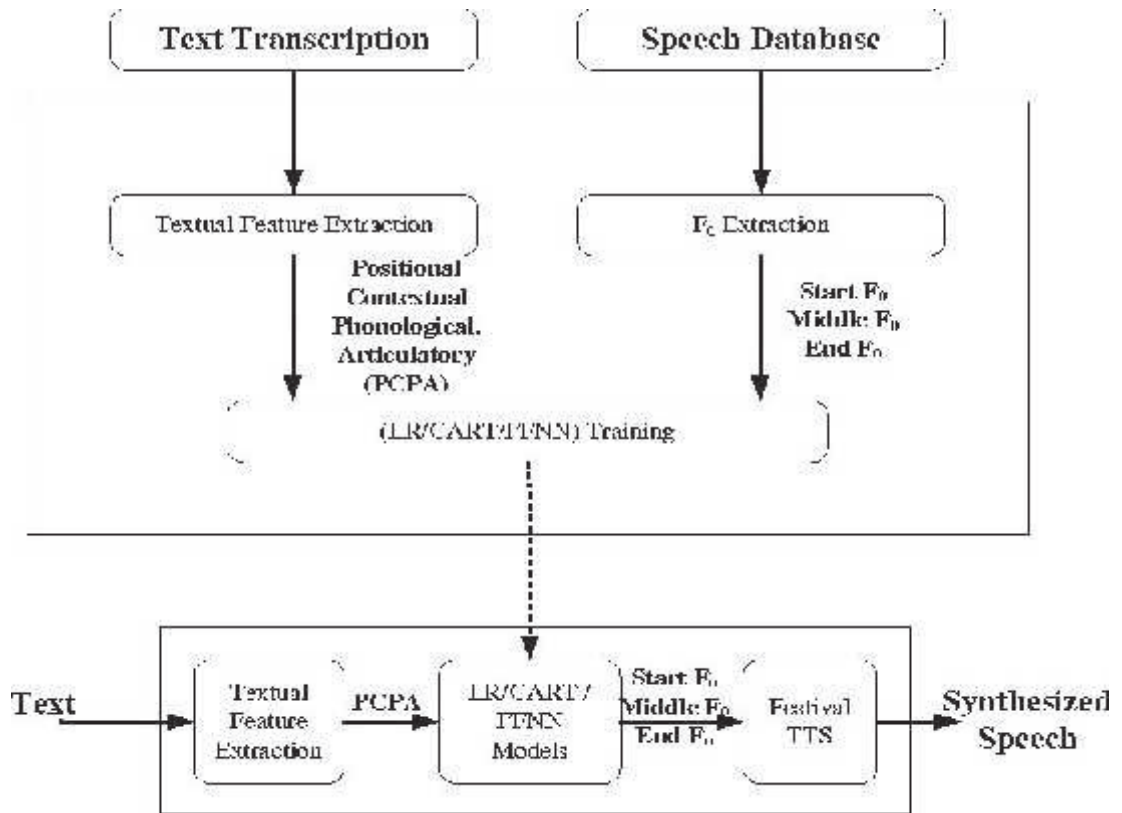 Text Transcription
Speech Database
Textual Feature Extraction
F₀ Extraction
Positional
Contextual
Phonological,
Articulatory
(PCPA)
Start F₀
Middle F₀
End F₀
(LR/CART/FFNN) Training
Text
Textual
Feature
Extraction
PCPA
LR/CART/
FFNN
Models
Start F₀
Middle F₀
End F₀
Festival
TTS
Synthesized
Speech